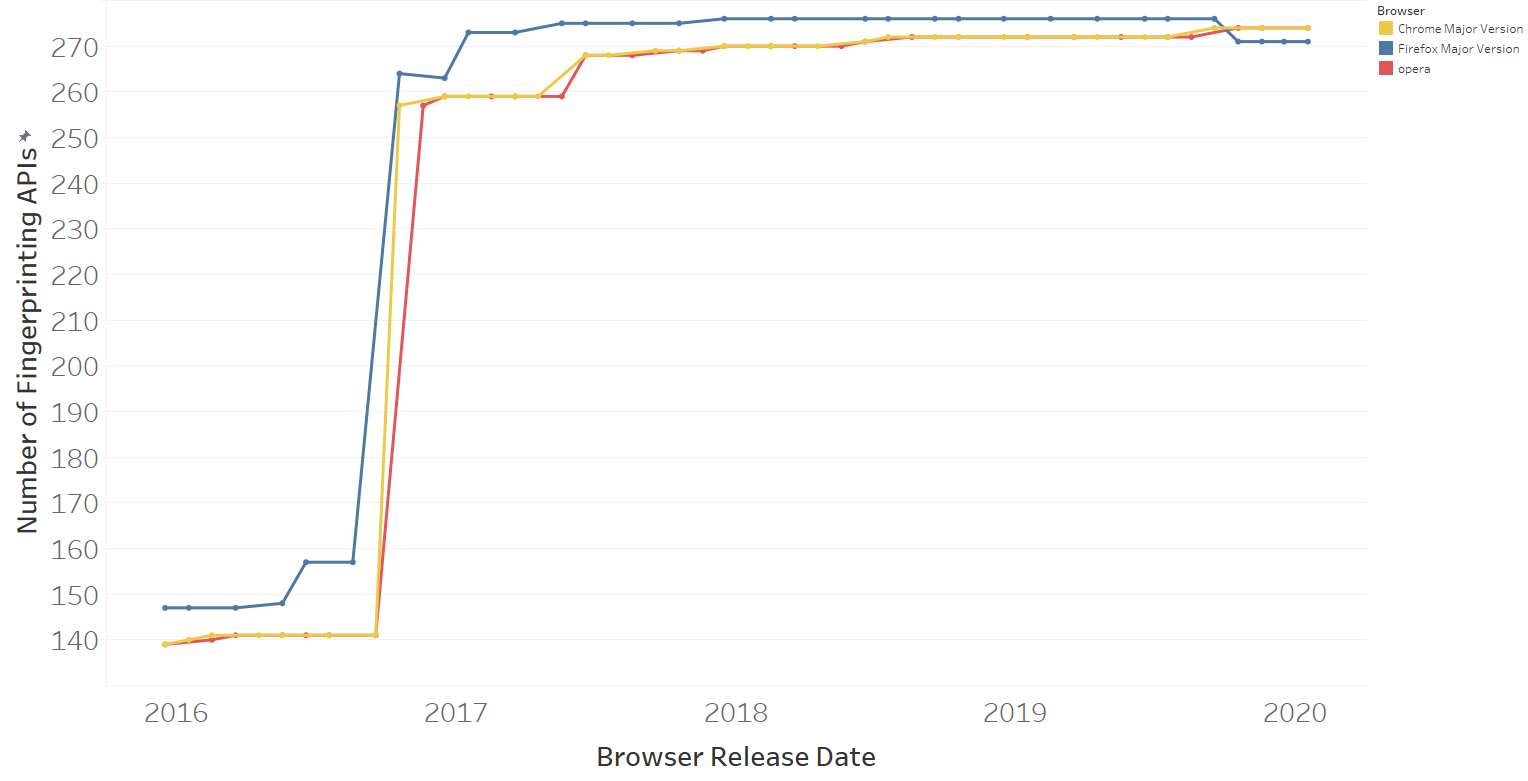 Browser
Chrome Major Version
Firefox Major Version
opera
Number of Fingerprinting APIs
270
260
250
240
230
220
210
200
190
180
170
160
150
140
2016 2017 2018 2019 2020
Browser Release Date